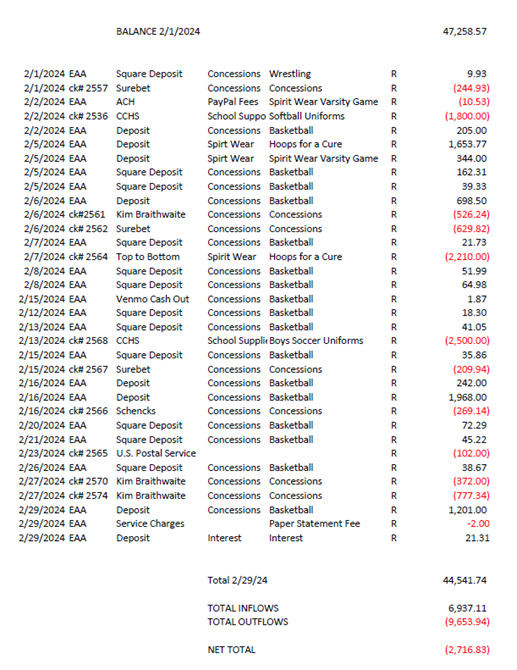 BALANCE 2/1/2024 47,258.57
2/1/2024 EAA Square Deposit Concessions Wrestling R 9.93
2/1/2024 ck# 2557 Surebet Concessions Concessions R (244.93)
2/2/2024 EAA ACH PayPal Fees Spirit Wear Varsity Game R (10.53)
2/2/2024 ck# 2536 CCHS School Suppo Softball Uniforms R (1,800.00)
2/2/2024 EAA Deposit Concessions Basketball R 205.00
2/5/2024 EAA Deposit Spirt Wear Hoops for a Cure R 1,653.77
2/5/2024 EAA Deposit Spirt Wear Spirit Wear Varsity Game R 344.00
2/5/2024 EAA Square Deposit Concessions Basketball R 162.31
2/5/2024 EAA Square Deposit Concessions Basketball R 39.33
2/6/2024 EAA Deposit Concessions Basketball R 698.50
2/6/2024 ck#2561 Kim Braithwaite Concessions Concessions R (526.24)
2/6/2024 ck# 2562 Surebet Concessions Concessions R (629.82)
2/7/2024 EAA Square Deposit Concessions Basketball R 21.73
2/7/2024 ck# 2564 Top to Bottom Spirit Wear Hoops for a Cure R (2,210.00)
2/8/2024 EAA Square Deposit Concessions Basketball R 51.99
2/8/2024 EAA Square Deposit Concessions Basketball R 64.98
2/15/2024 EAA Venmo Cash Out Concessions Basketball R 1.87
2/12/2024 EAA Square Deposit Concessions Basketball R 18.30
2/13/2024 EAA Square Deposit Concessions Basketball R 41.05
2/13/2024 ck# 2568 CCHS School Supplie Boys Soccer Uniforms R (2,500.00)
2/15/2024 EAA Square Deposit Concessions Basketball R 35.86
2/15/2024 ck# 2567 Surebet Concessions Concessions R (209.94)
2/16/2024 EAA Deposit Concessions Basketball R 242.00
2/16/2024 EAA Deposit Concessions Basketball R 1,968.00
2/16/2024 ck# 2566 Schencks Concessions Concessions R (269.14)
2/20/2024 EAA Square Deposit Concessions Basketball R 72.29
2/21/2024 EAA Square Deposit Concessions Basketball R 45.22
2/23/2024 ck# 2565 U.S. Postal Service R (102.00)
2/26/2024 EAA Square Deposit Concessions Basketball R 38.67
2/27/2024 ck# 2570 Kim Braithwaite Concessions Concessions R (372.00)
2/27/2024 ck# 2574 Kim Braithwaite Concessions Concessions R (777.34)
2/29/2024 EAA Deposit Concessions Basketball R 1,201.00
2/29/2024 EAA Service Charges Paper Statement Fee R -2.00
2/29/2024 EAA Deposit Interest Interest R 21.31
Total 2/29/24 44,541.74
TOTAL INFLOWS 6,937.11
TOTAL OUTFLOWS (9,653.94)
NET TOTAL (2,716.83)